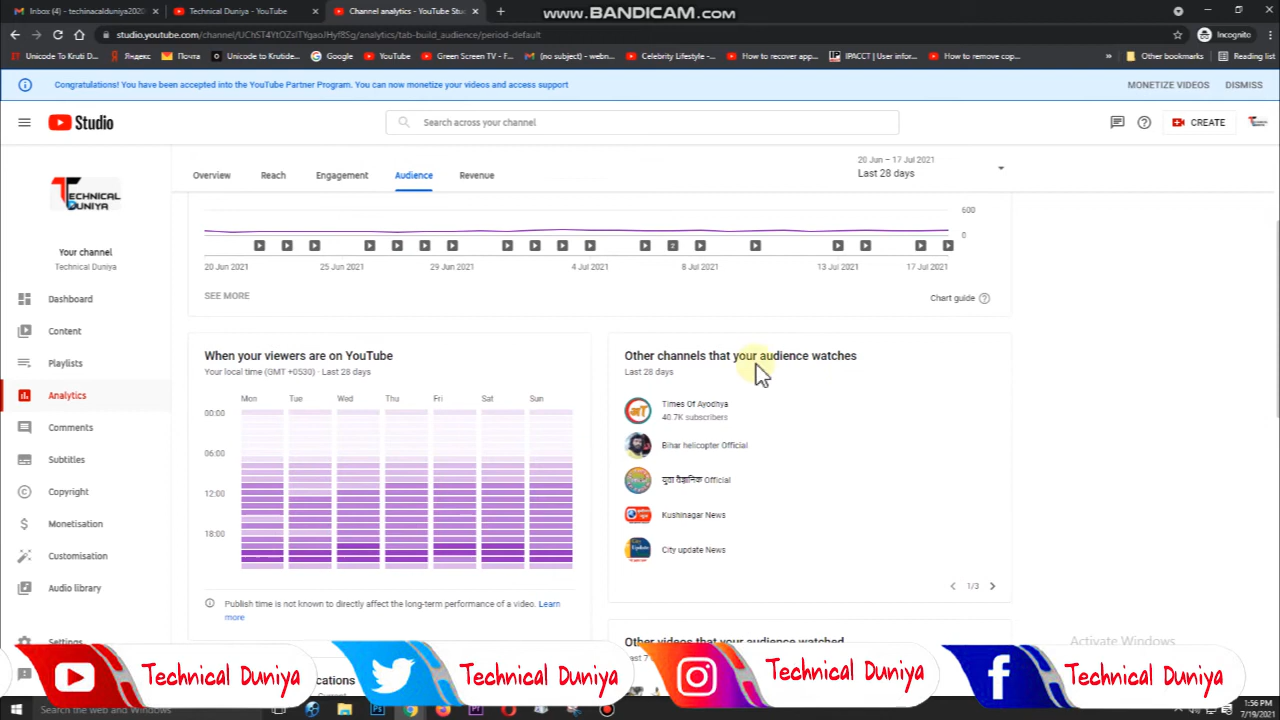 Inbox (4) - techinacalduniya2020
Technical Duniya - YouTube
Channel analytics - YouTube Stu
WWW.BANDICAM.COM
studio.youtube.com/channel/UChST4YtOZslTYgaoJHyf8Sg/analytics/tab-build_audience/period-default
Incognito
Unicode To Kruti D...
Яндекс
Почта
Unicode to Krutide...
Google
YouTube
Green Screen TV - F...
(no subject) - webn...
Celebrity Lifestyle -...
How to recover app...
IPACCT | User infor...
How to remove cop...
»
Other bookmarks
Reading list
Congratulations! You have been accepted into the YouTube Partner Program. You can now monetize your videos and access support
MONETIZE VIDEOS
DISMISS
Studio
Search across your channel
CREATE
TECHNICAL
DUNIYA
Overview
Reach
Engagement
Audience
Revenue
20 Jun – 17 Jul 2021
Last 28 days
Your channel
Technical Duniya
Dashboard
Content
Playlists
Analytics
Comments
Subtitles
Copyright
Monetisation
Customisation
Audio library
Settings
600
0
20 Jun 2021
25 Jun 2021
29 Jun 2021
4 Jul 2021
8 Jul 2021
13 Jul 2021
17 Jul 2021
SEE MORE
Chart guide
When your viewers are on YouTube
Your local time (GMT +0530) · Last 28 days
Mon
Tue
Wed
Thu
Fri
Sat
Sun
00:00
06:00
12:00
18:00
Publish time is not known to directly affect the long-term performance of a video. Learn
more
Other channels that your audience watches
Last 28 days
Times Of Ayodhya
40.7K subscribers
Bihar helicopter Official
युवा वैज्ञानिक Official
Kushinagar News
City update News
1/3
Other videos that your audience watched
Activate Windows
Technical Duniya
Technical Duniya
Technical Duniya
Technical Duniya
Search the web and Windows
1:56 PM
7/19/2021